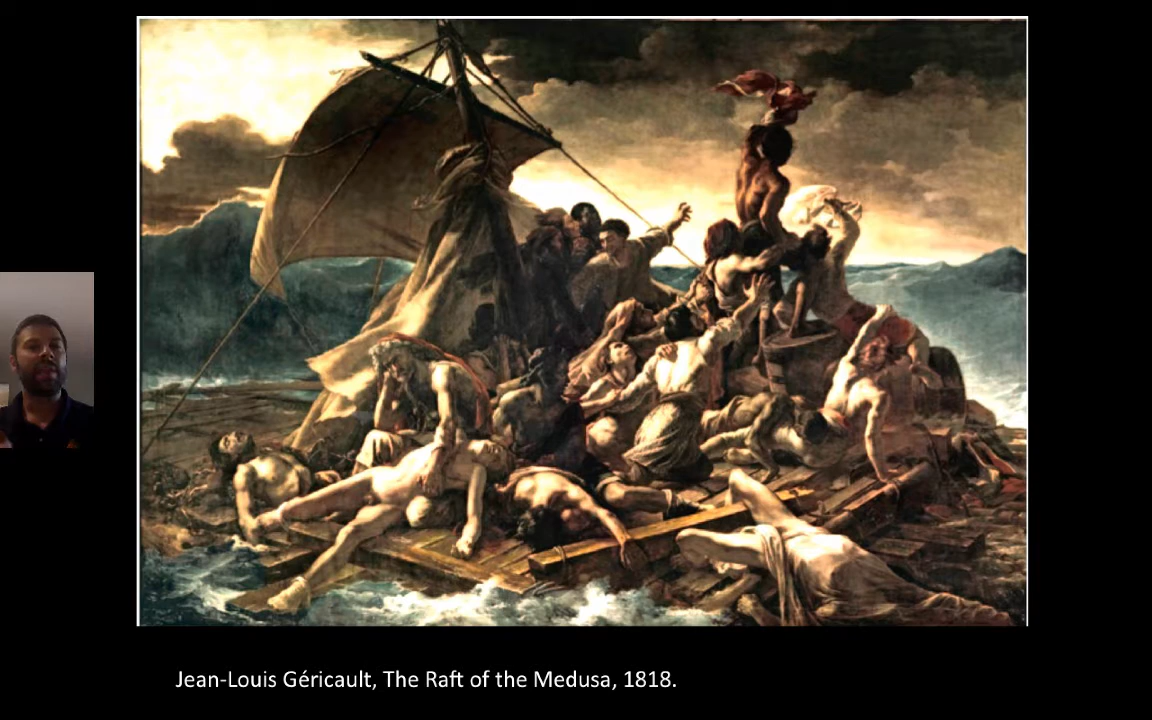 Jean-Louis Géricault, The Raft of the Medusa, 1818.